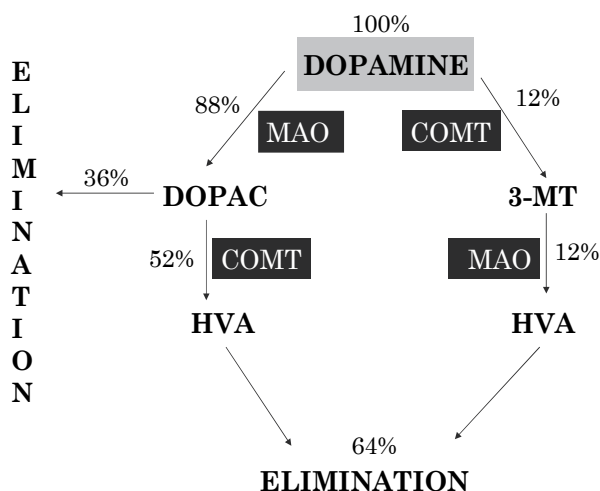 100%
DOPAMINE
88%
12%
MAO
COMT
36%
DOPAC
3-MT
52%
COMT
MAO
12%
HVA
HVA
64%
ELIMINATION
E
L
I
M
I
N
A
T
I
O
N